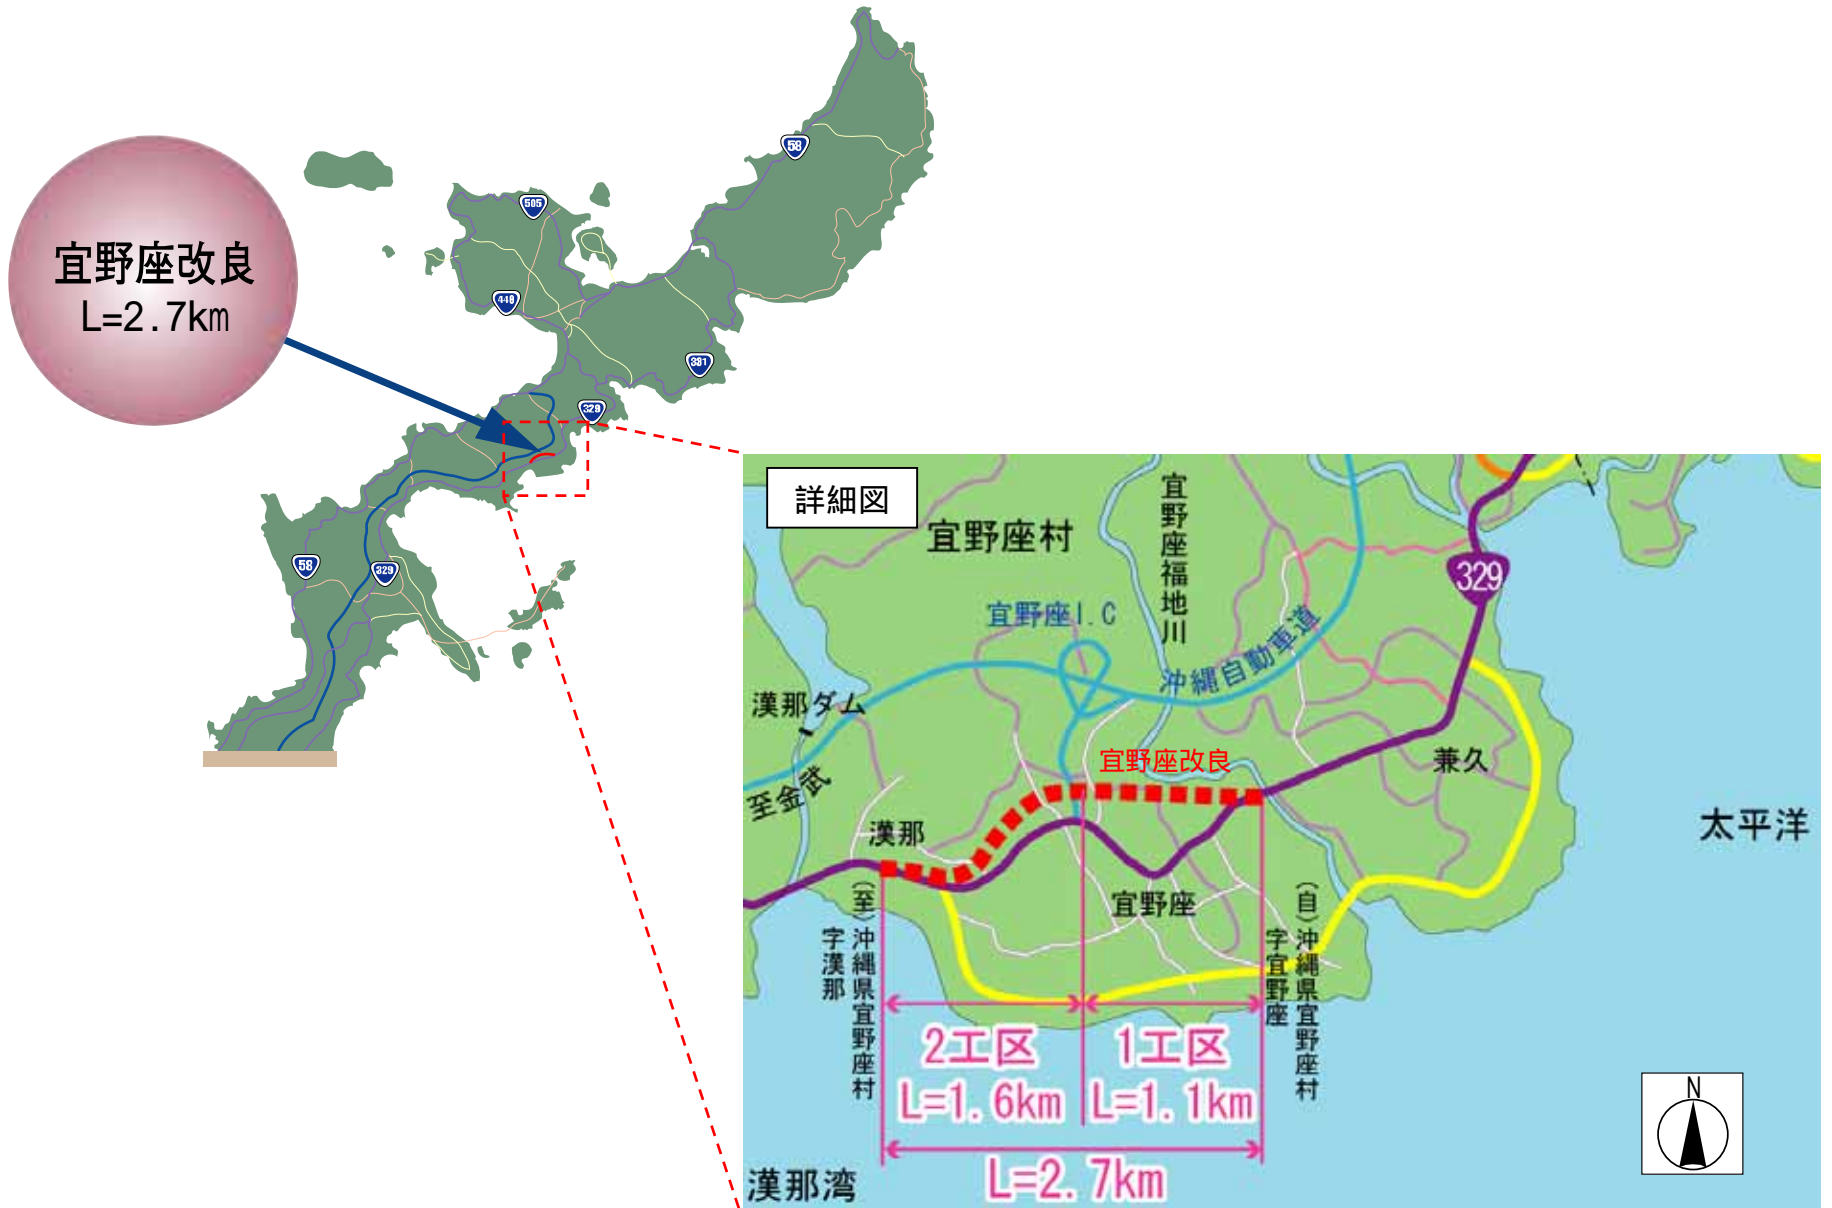 宜野座改良
L=2.7km
58
505
449
331
329
58
329
詳細図
宜野座村
宜野座福地川
329
宜野座I.C
沖縄自動車道
漢那ダム
至金武
宜野座改良
兼久
漢那
太平洋
宜野座
(至)沖縄県宜野座村
字漢那
(自)沖縄県宜野座村
字宜野座
2工区
L=1.6km
1工区
L=1.1km
L=2.7km
漢那湾
N